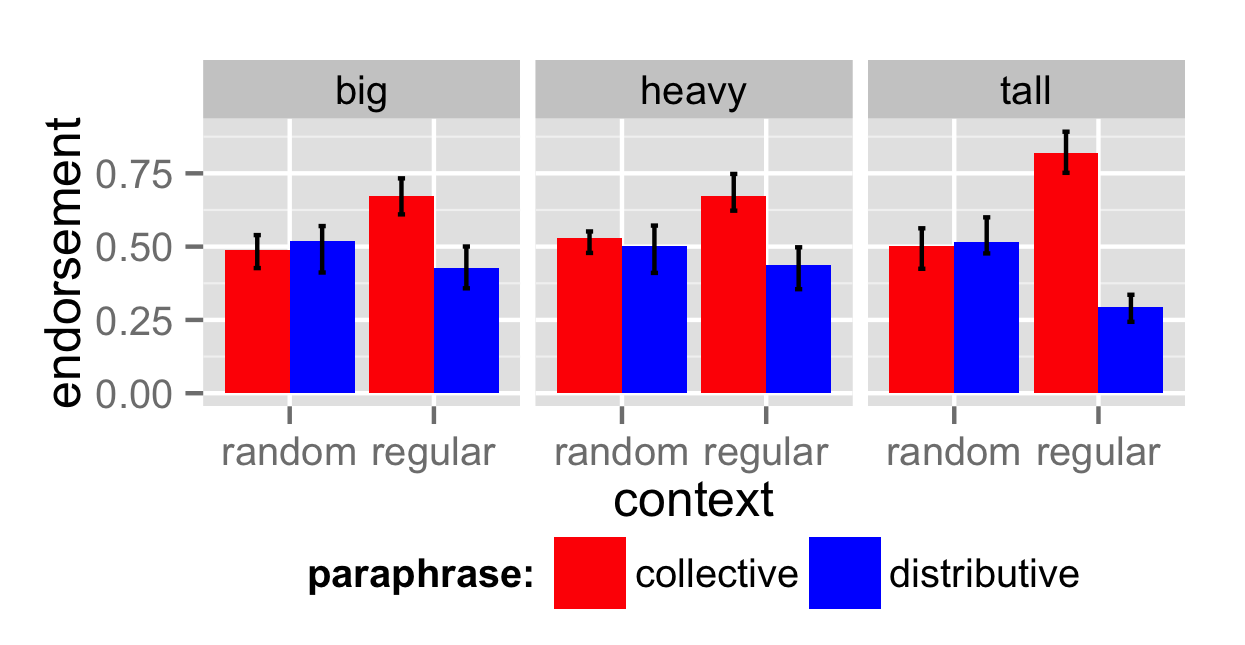 big heavy tall
endorsement
0.75
0.50
0.25
0.00
random regular random regular random regular
context
paraphrase: collective distributive